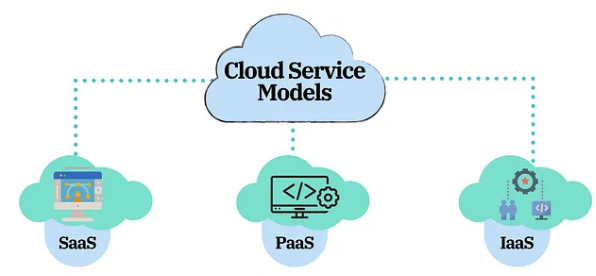 Cloud Service
Models
</>
</>
SaaS
PaaS
IaaS